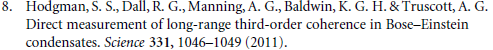 8. Hodgman, S. S., Dall, R. G., Manning, A. G., Baldwin, K. G. H. & Truscott, A. G.
Direct measurement of long-range third-order coherence in Bose–Einstein
condensates. Science 331, 1046–1049 (2011).